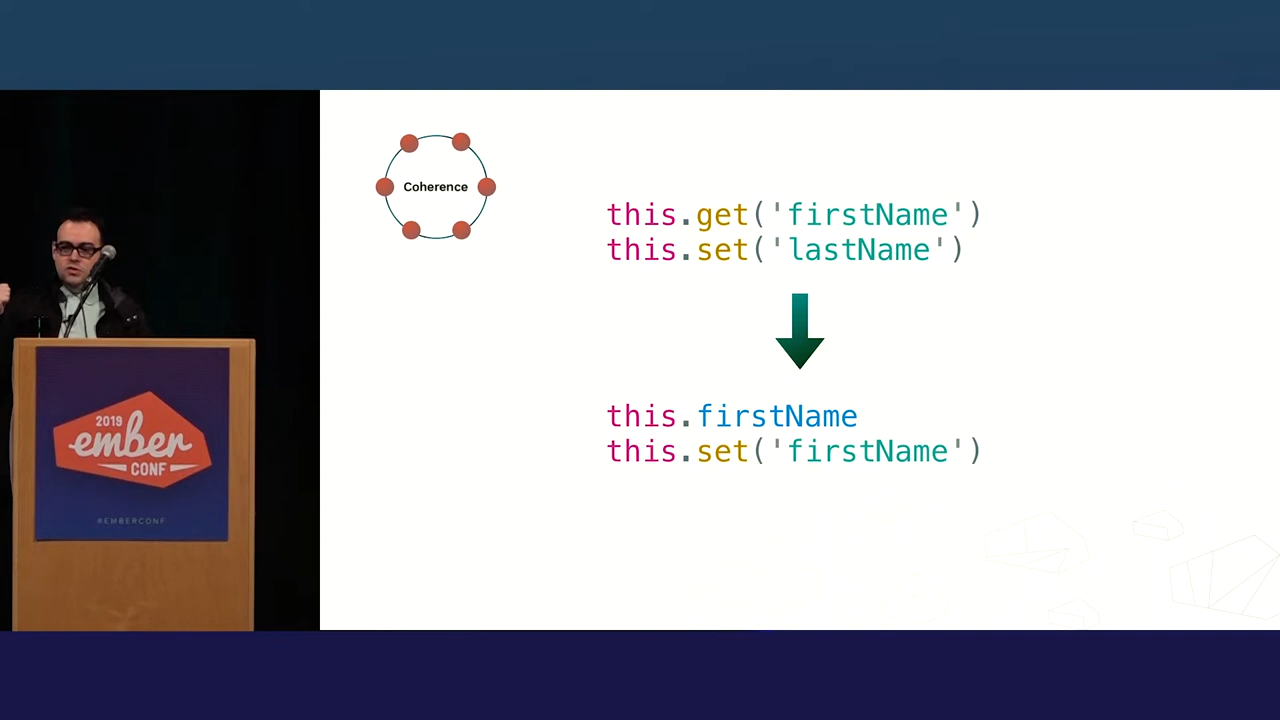 Coherence
this.get('firstName')
this.set('lastName')
this.firstName
this.set('firstName')
2019
ember
CONF
#EMBERCONF